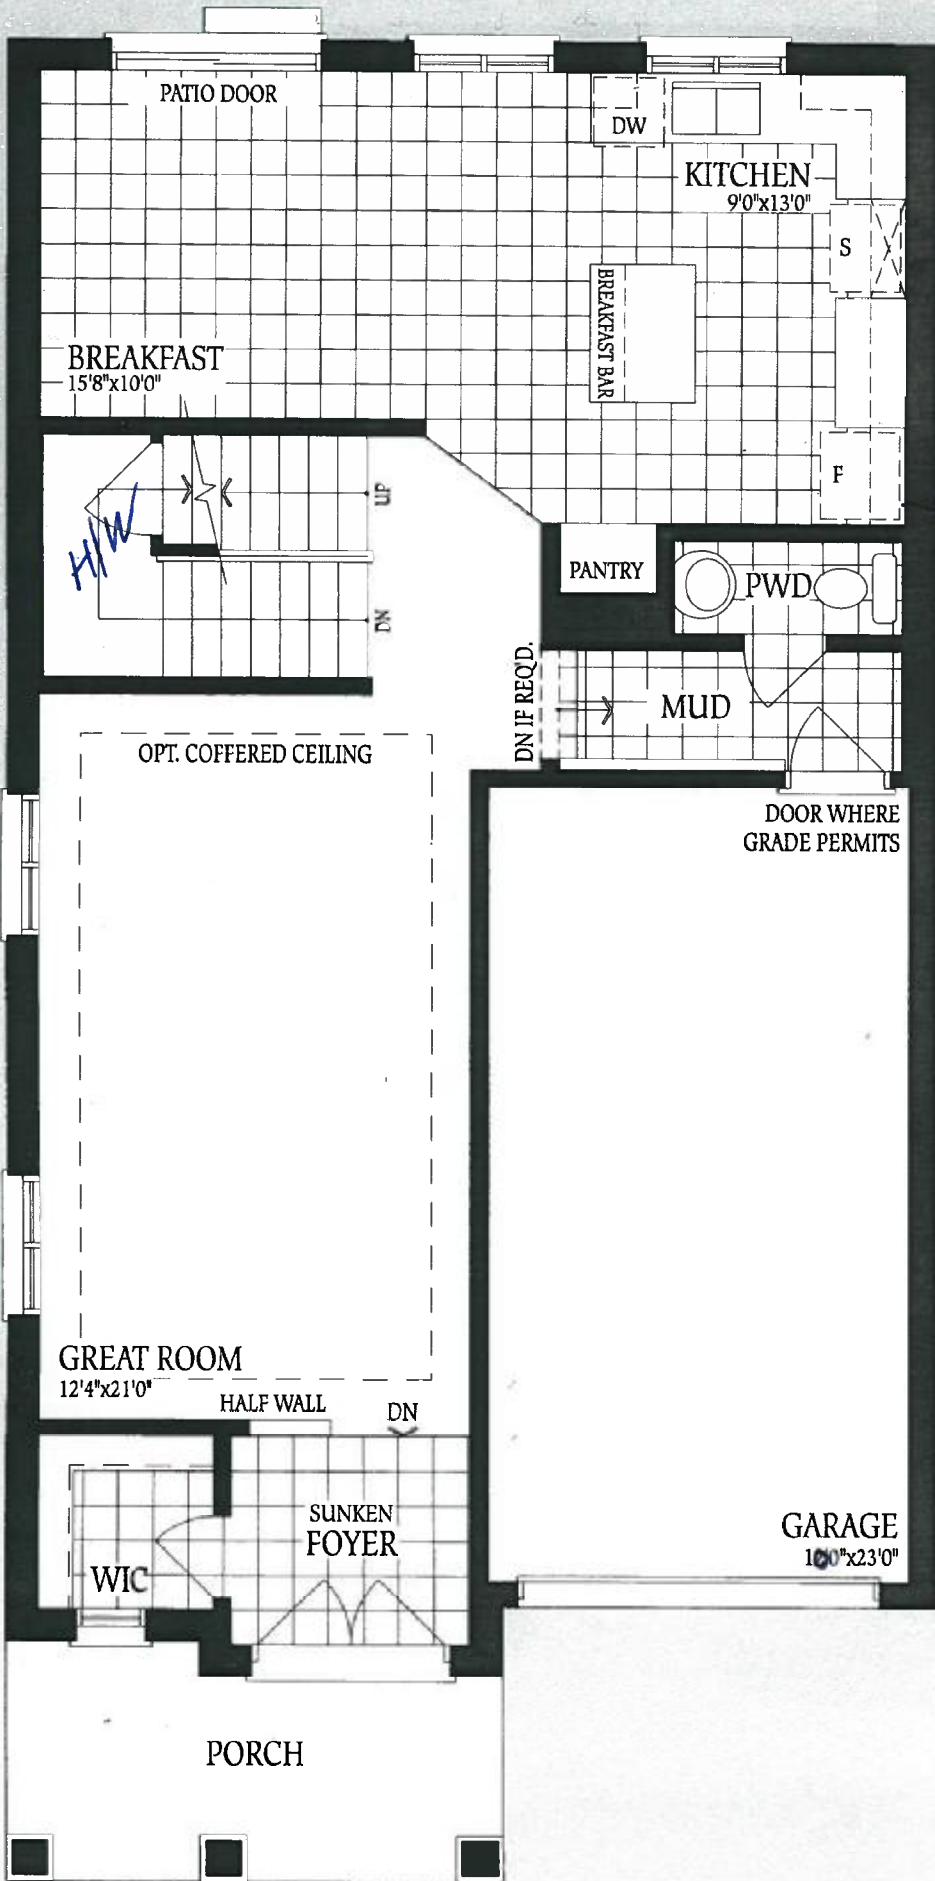 PATIO DOOR
DW
KITCHEN
9'0"x13'0"
S
BREAKFAST BAR
BREAKFAST
15'8"x10'0"
F
UP
H/W
PANTRY
PWD
DN
DN IF REQ'D.
MUD
OPT. COFFERED CEILING
DOOR WHERE
GRADE PERMITS
GREAT ROOM
12'4"x21'0"
HALF WALL
DN
SUNKEN
FOYER
GARAGE
WIC
PORCH